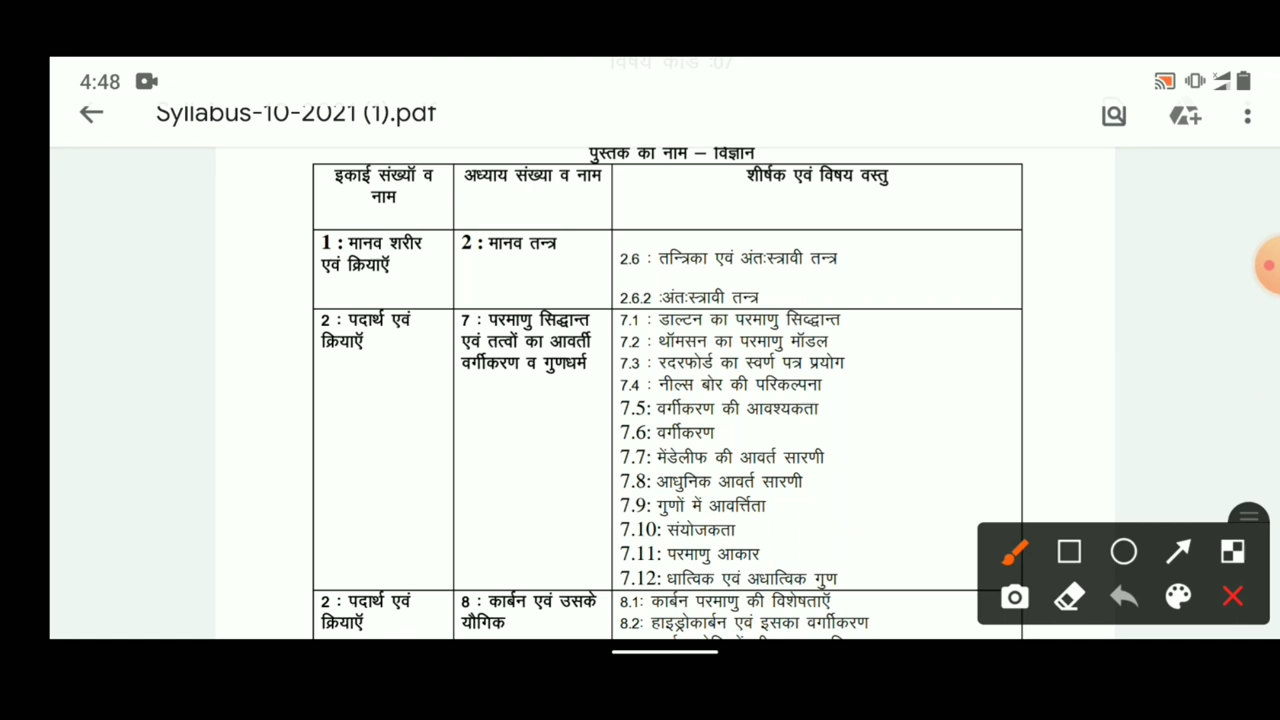 विषय कोड :07
4:48
Syllabus-10-2021 (1).pdf
पुस्तक का नाम – विज्ञान
इकाई संख्याॅ व
नाम
अध्याय संख्या व नाम
शीर्षक एवं विषय वस्तु
1 : मानव शरीर
एवं क्रियाऍ
2 : मानव तन्त्र
2.6 : तन्त्रिका एवं अंतःस्त्रावी तन्त्र
2.6.2 :अंतःस्त्रावी तन्त्र
2 : पदार्थ एवं
क्रियाऍ
7 : परमाणु सिद्धान्त
एवं तत्वों का आवर्ती
वर्गीकरण व गुणधर्म
7.1 : डाल्टन का परमाणु सिव्द्वान्त
7.2 : थॉमसन का परमाणु मॉडल
7.3 : रदरफोर्ड का स्वर्ण पत्र प्रयोग
7.4 : नील्स बोर की परिकल्पना
7.5: वर्गीकरण की आवश्यकता
7.6: वर्गीकरण
7.7: मेंडेलीफ की आवर्त सारणी
7.8: आधुनिक आवर्त सारणी
7.9: गुणों में आवर्त्तिता
7.10: संयोजकता
7.11: परमाणु आकार
7.12: धात्विक एवं अधात्विक गुण
2 : पदार्थ एवं
क्रियाऍ
8 : कार्बन एवं उसके
यौगिक
8.1: कार्बन परमाणु की विशेषताऍ
8.2: हाइड्रोकार्बन एवं इसका वर्गीकरण